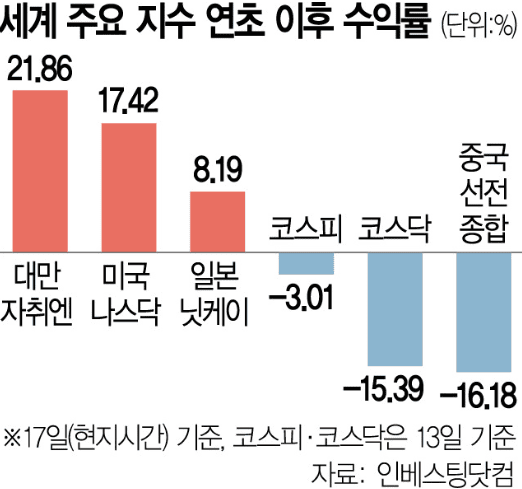 세계 주요 지수 연초 이후 수익률 (단위:%)
21.86
17.42
8.19
중국
선전
종합
코스피
코스닥
대만
자취엔
미국
나스닥
일본
닛케이
-3.01
-15.39
-16.18
※17일(현지시간) 기준, 코스피·코스닥은 13일 기준
자료: 인베스팅닷컴